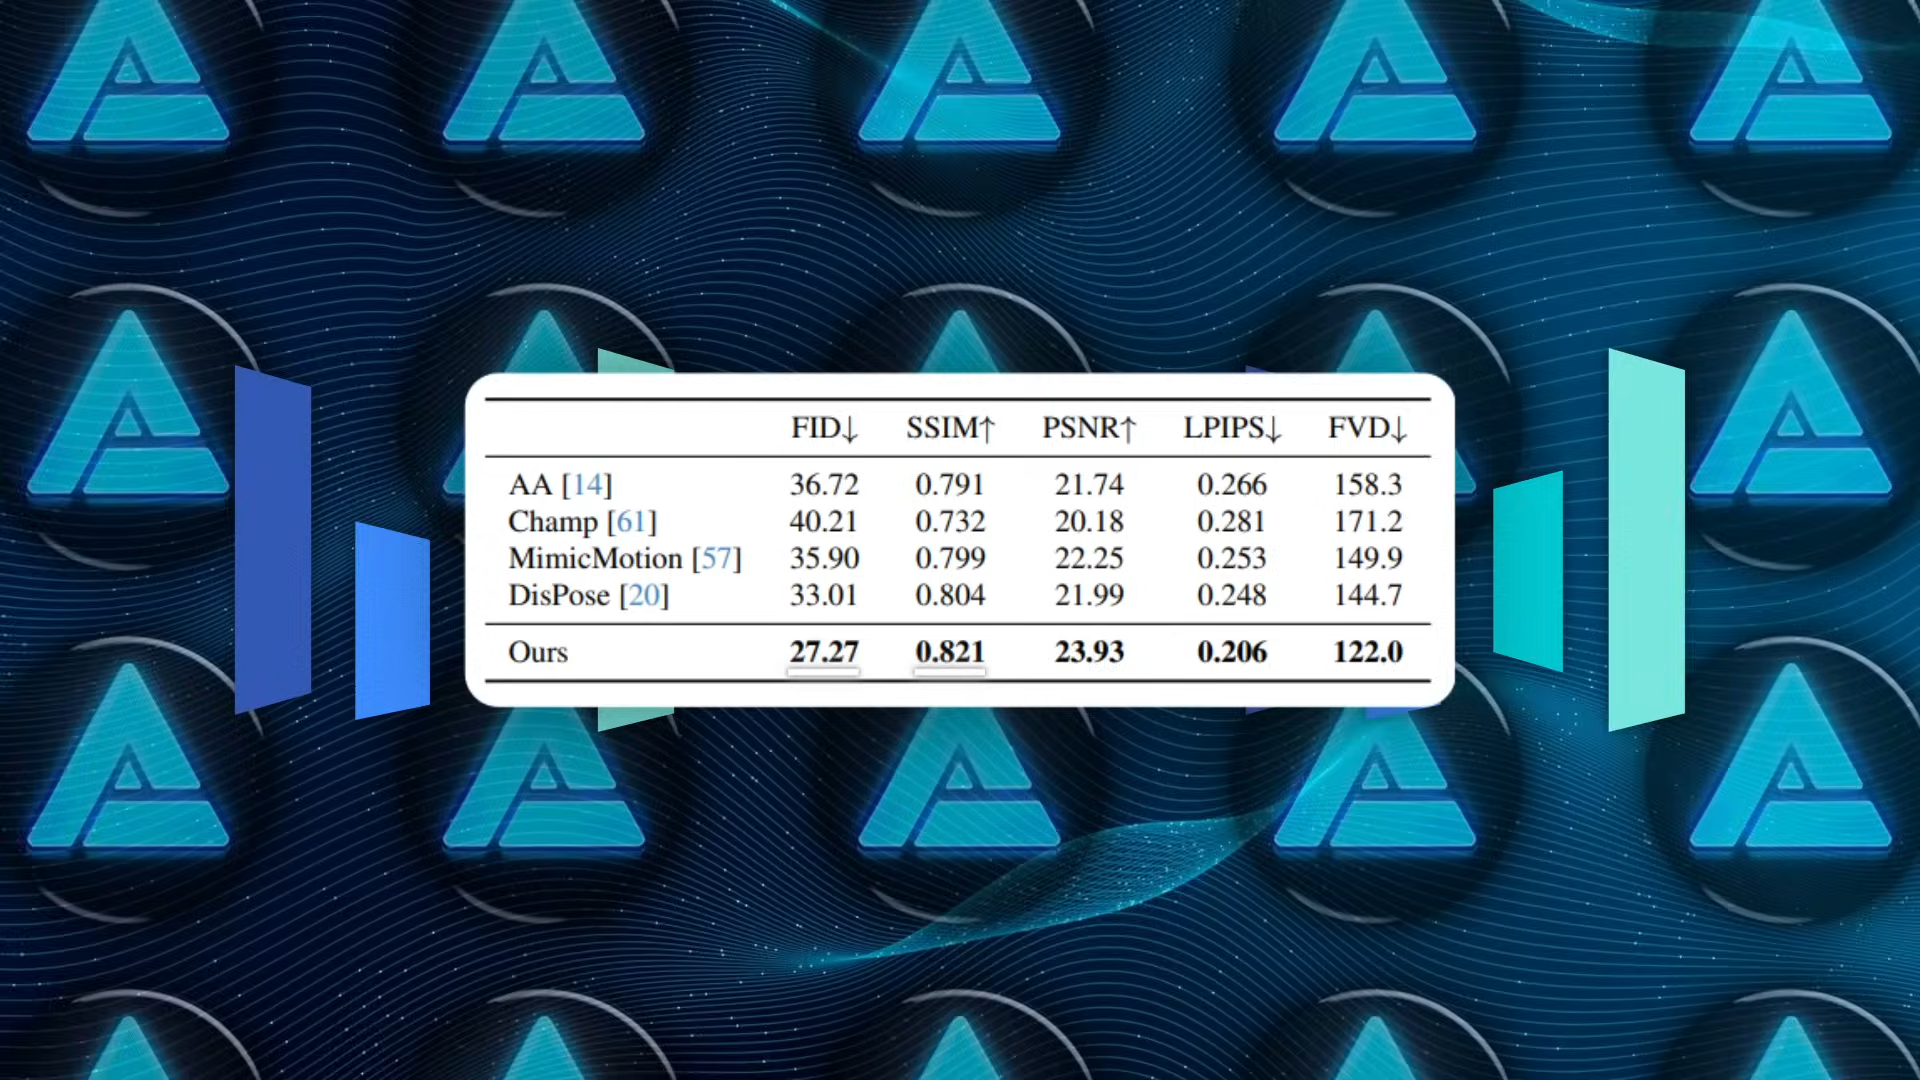 FID↓ SSIM↑ PSNR↑ LPIPS↓ FVD↓
AA [14] 36.72 0.791 21.74 0.266 158.3
Champ [61] 40.21 0.732 20.18 0.281 171.2
MimicMotion [57] 35.90 0.799 22.25 0.253 149.9
DisPose [20] 33.01 0.804 21.99 0.248 144.7
Ours 27.27 0.821 23.93 0.206 122.0